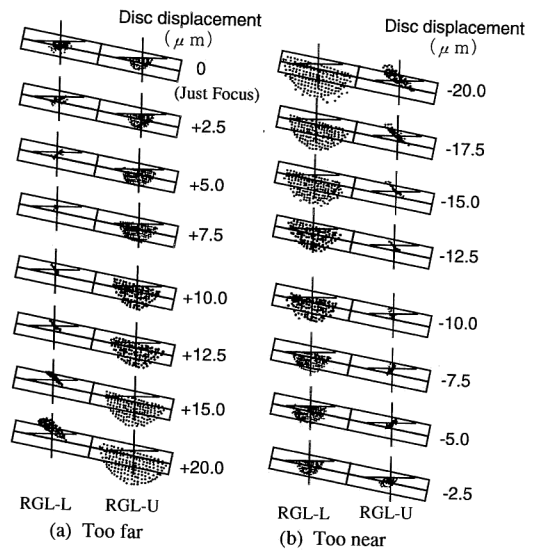 Disc displacement
(μm)
0
(Just Focus)
+2.5
+5.0
+7.5
+10.0
+12.5
+15.0
+20.0
RGL-L
RGL-U
(a) Too far
Disc displacement
(μm)
-20.0
-17.5
-15.0
-12.5
-10.0
-7.5
-5.0
-2.5
RGL-L
RGL-U
(b) Too near